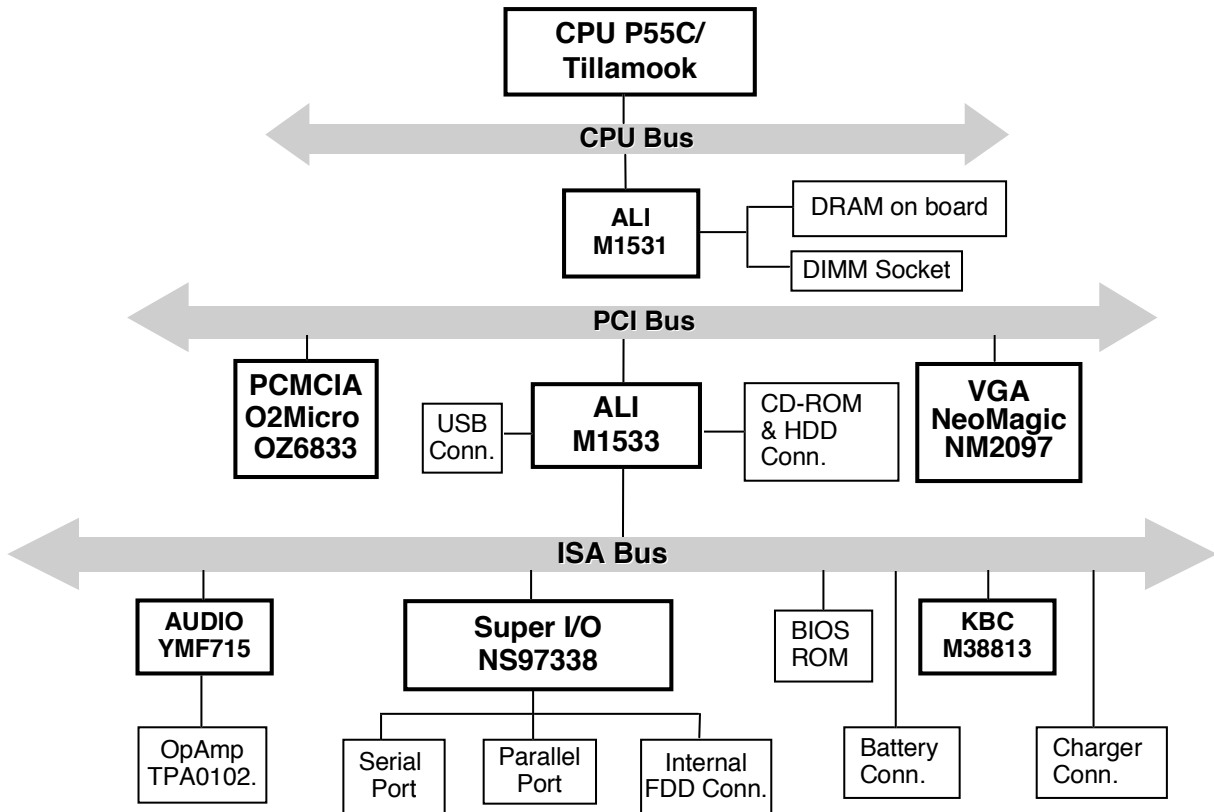 CPU P55C/
Tillamook
CPU Bus
ALI
M1531
DRAM on board
DIMM Socket
PCI Bus
PCMCIA
O2Micro
OZ6833
USB
Conn.
ALI
M1533
CD-ROM
& HDD
Conn.
VGA
NeoMagic
NM2097
ISA Bus
AUDIO
YMF715
Super I/O
NS97338
BIOS
ROM
KBC
M38813
OpAmp
TPA0102.
Serial
Port
Parallel
Port
Internal
FDD Conn.
Battery
Conn.
Charger
Conn.